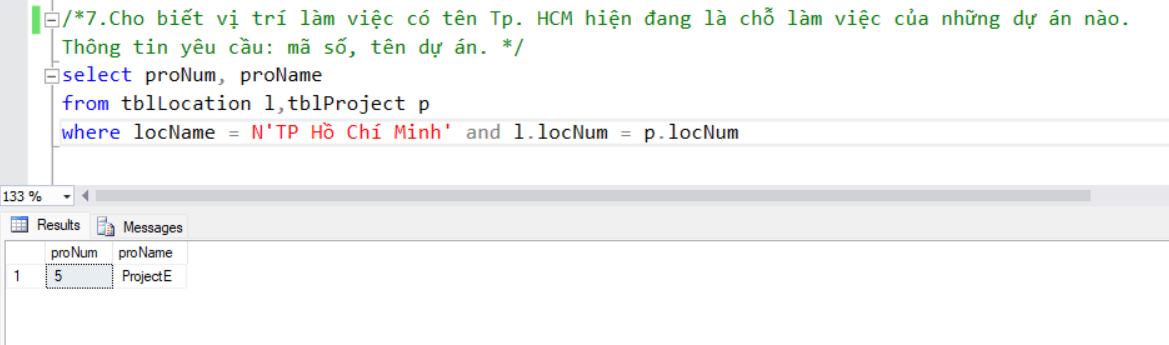 /*7.Cho biết vị trí làm việc có tên Tp. HCM hiện đang là chỗ làm việc của những dự án nào.
Thông tin yêu cầu: mã số, tên dự án. */
select proNum, proName
from tblLocation l,tblProject p
where locName = N'TP Hồ Chí Minh' and l.locNum = p.locNum
133 %
Results Messages
proNum proName
1 5 ProjectE